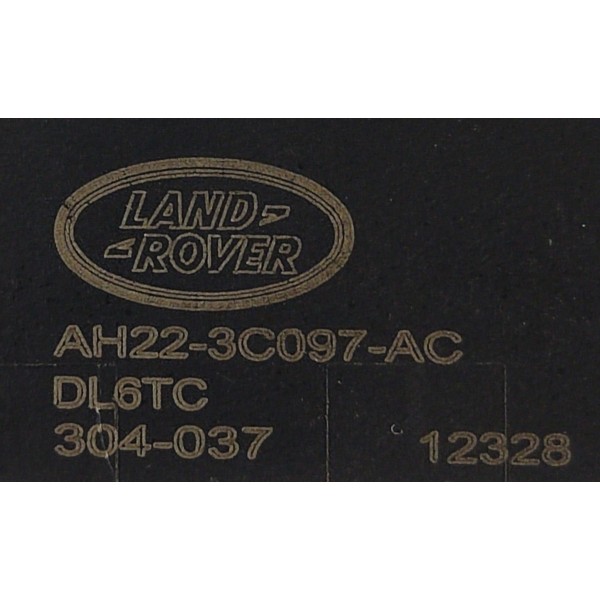 LAND
ROVER
AH22-3C097-AC
DL6TC
304-037 12328